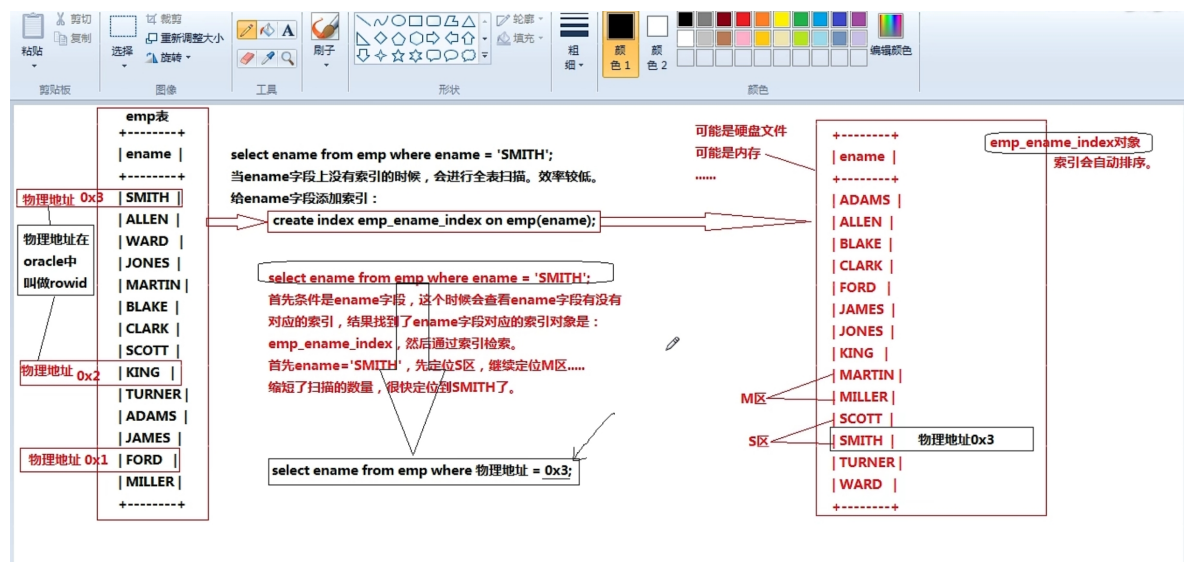 粘贴
剪切
复制
剪贴板
选择
裁剪
重新调整大小
旋转
图像
A
工具
刷子
轮廓
填充
形状
粗细
颜色 1
颜色 2
编辑颜色
颜色
emp表
+--------+
| ename |
+--------+
| SMITH |
| ALLEN |
| WARD |
| JONES |
| MARTIN |
| BLAKE |
| CLARK |
| SCOTT |
| KING |
| TURNER |
| ADAMS |
| JAMES |
| FORD |
| MILLER |
+--------+
物理地址 0x3
物理地址在
oracle中
叫做rowid
物理地址 0x2
物理地址 0x1
select ename from emp where ename = 'SMITH';
当ename字段上没有索引的时候，会进行全表扫描。效率较低。
给ename字段添加索引：
create index emp_ename_index on emp(ename);
select ename from emp where ename = 'SMITH';
首先条件是ename字段，这个时候会查看ename字段有没有
对应的索引，结果找到了ename字段对应的索引对象是：
emp_ename_index，然后通过索引检索。
首先ename='SMITH'，先定位S区，继续定位M区.....
缩短了扫描的数量，很快定位到SMITH了。
select ename from emp where 物理地址 = 0x3;
可能是硬盘文件
可能是内存
......
+--------+
| ename |
+--------+
| ADAMS |
| ALLEN |
| BLAKE |
| CLARK |
| FORD |
| JAMES |
| JONES |
| KING |
| MARTIN |
| MILLER |
| SCOTT |
| SMITH | 物理地址0x3
| TURNER |
| WARD |
+--------+
M区
S区
emp_ename_index对象
索引会自动排序。